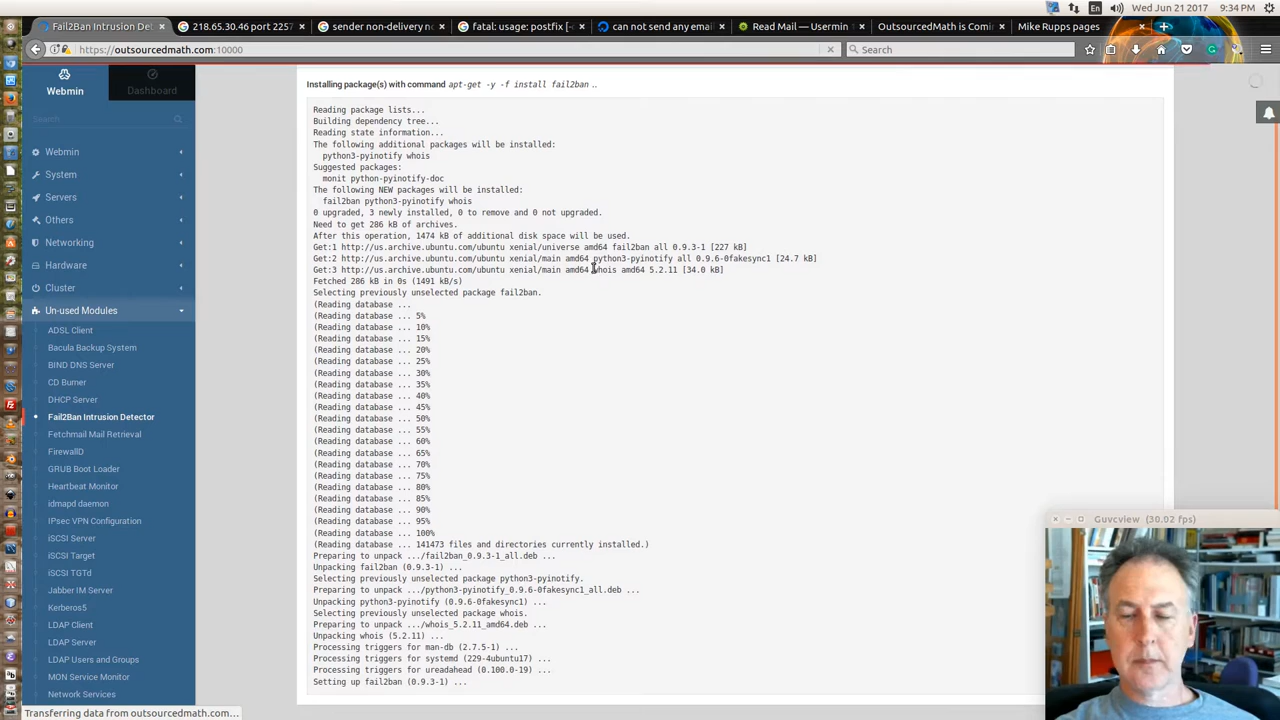 En
Wed Jun 21 2017
9:34 PM
Fail2Ban Intrusion Detector
218.65.30.46 port 2257
sender non-delivery no
fatal: usage: postfix [-
can not send any email
Read Mail — Usermin
OutsourcedMath is Comin
Mike Rupps pages
https://outsourcedmath.com:10000
Search
Webmin
Dashboard
Search
Webmin
System
Servers
Others
Networking
Hardware
Cluster
Un-used Modules
ADSL Client
Bacula Backup System
BIND DNS Server
CD Burner
DHCP Server
Fail2Ban Intrusion Detector
Fetchmail Mail Retrieval
FirewallD
GRUB Boot Loader
Heartbeat Monitor
idmapd daemon
IPsec VPN Configuration
iSCSI Server
iSCSI Target
iSCSI TGTd
Jabber IM Server
Kerberos5
LDAP Client
LDAP Server
LDAP Users and Groups
MON Service Monitor
Network Services
Installing package(s) with command apt-get -y -f install fail2ban ..
Reading package lists...
Building dependency tree...
Reading state information...
The following additional packages will be installed:
python3-pyinotify whois
Suggested packages:
monit python-pyinotify-doc
The following NEW packages will be installed:
fail2ban python3-pyinotify whois
0 upgraded, 3 newly installed, 0 to remove and 0 not upgraded.
Need to get 286 kB of archives.
After this operation, 1474 kB of additional disk space will be used.
Get:1 http://us.archive.ubuntu.com/ubuntu xenial/universe amd64 fail2ban all 0.9.3-1 [227 kB]
Get:2 http://us.archive.ubuntu.com/ubuntu xenial/main amd64 python3-pyinotify all 0.9.6-0fakesync1 [24.7 kB]
Get:3 http://us.archive.ubuntu.com/ubuntu xenial/main amd64 whois amd64 5.2.11 [34.0 kB]
Fetched 286 kB in 0s (1491 kB/s)
Selecting previously unselected package fail2ban.
(Reading database ...
(Reading database ... 5%
(Reading database ... 10%
(Reading database ... 15%
(Reading database ... 20%
(Reading database ... 25%
(Reading database ... 30%
(Reading database ... 35%
(Reading database ... 40%
(Reading database ... 45%
(Reading database ... 50%
(Reading database ... 55%
(Reading database ... 60%
(Reading database ... 65%
(Reading database ... 70%
(Reading database ... 75%
(Reading database ... 80%
(Reading database ... 85%
(Reading database ... 90%
(Reading database ... 95%
(Reading database ... 100%
(Reading database ... 141473 files and directories currently installed.)
Preparing to unpack .../fail2ban_0.9.3-1_all.deb ...
Unpacking fail2ban (0.9.3-1) ...
Selecting previously unselected package python3-pyinotify.
Preparing to unpack .../python3-pyinotify_0.9.6-0fakesync1_all.deb ...
Unpacking python3-pyinotify (0.9.6-0fakesync1) ...
Selecting previously unselected package whois.
Preparing to unpack .../whois_5.2.11_amd64.deb ...
Unpacking whois (5.2.11) ...
Processing triggers for man-db (2.7.5-1) ...
Processing triggers for systemd (229-4ubuntu17) ...
Processing triggers for ureadahead (0.100.0-19) ...
Setting up fail2ban (0.9.3-1) ...
Guvcview (30.02 fps)
Transferring data from outsourcedmath.com...